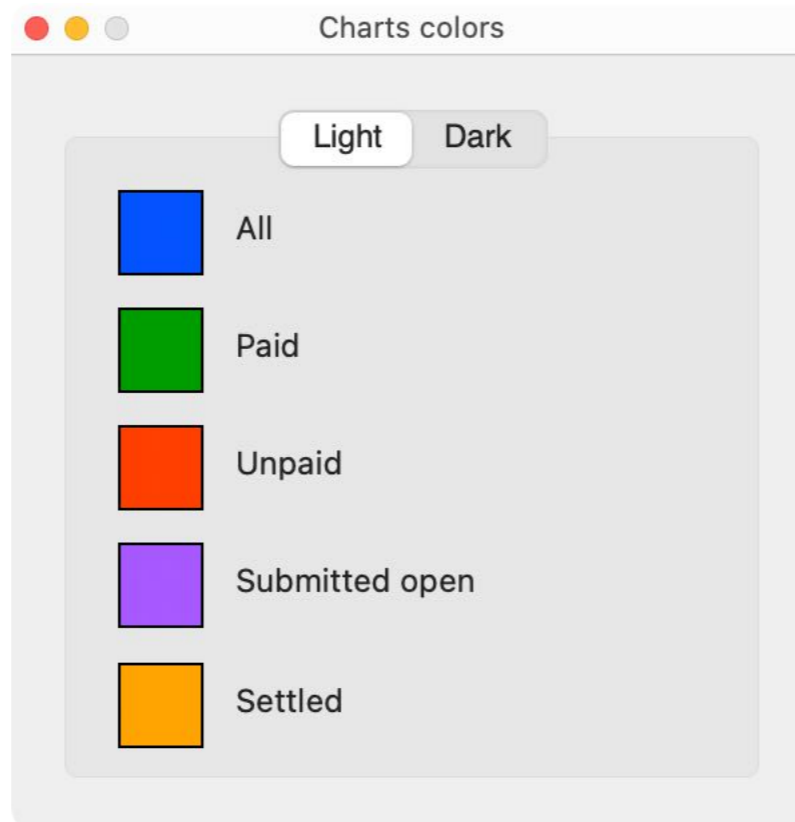 Charts colors
Light Dark
All
Paid
Unpaid
Submitted open
Settled